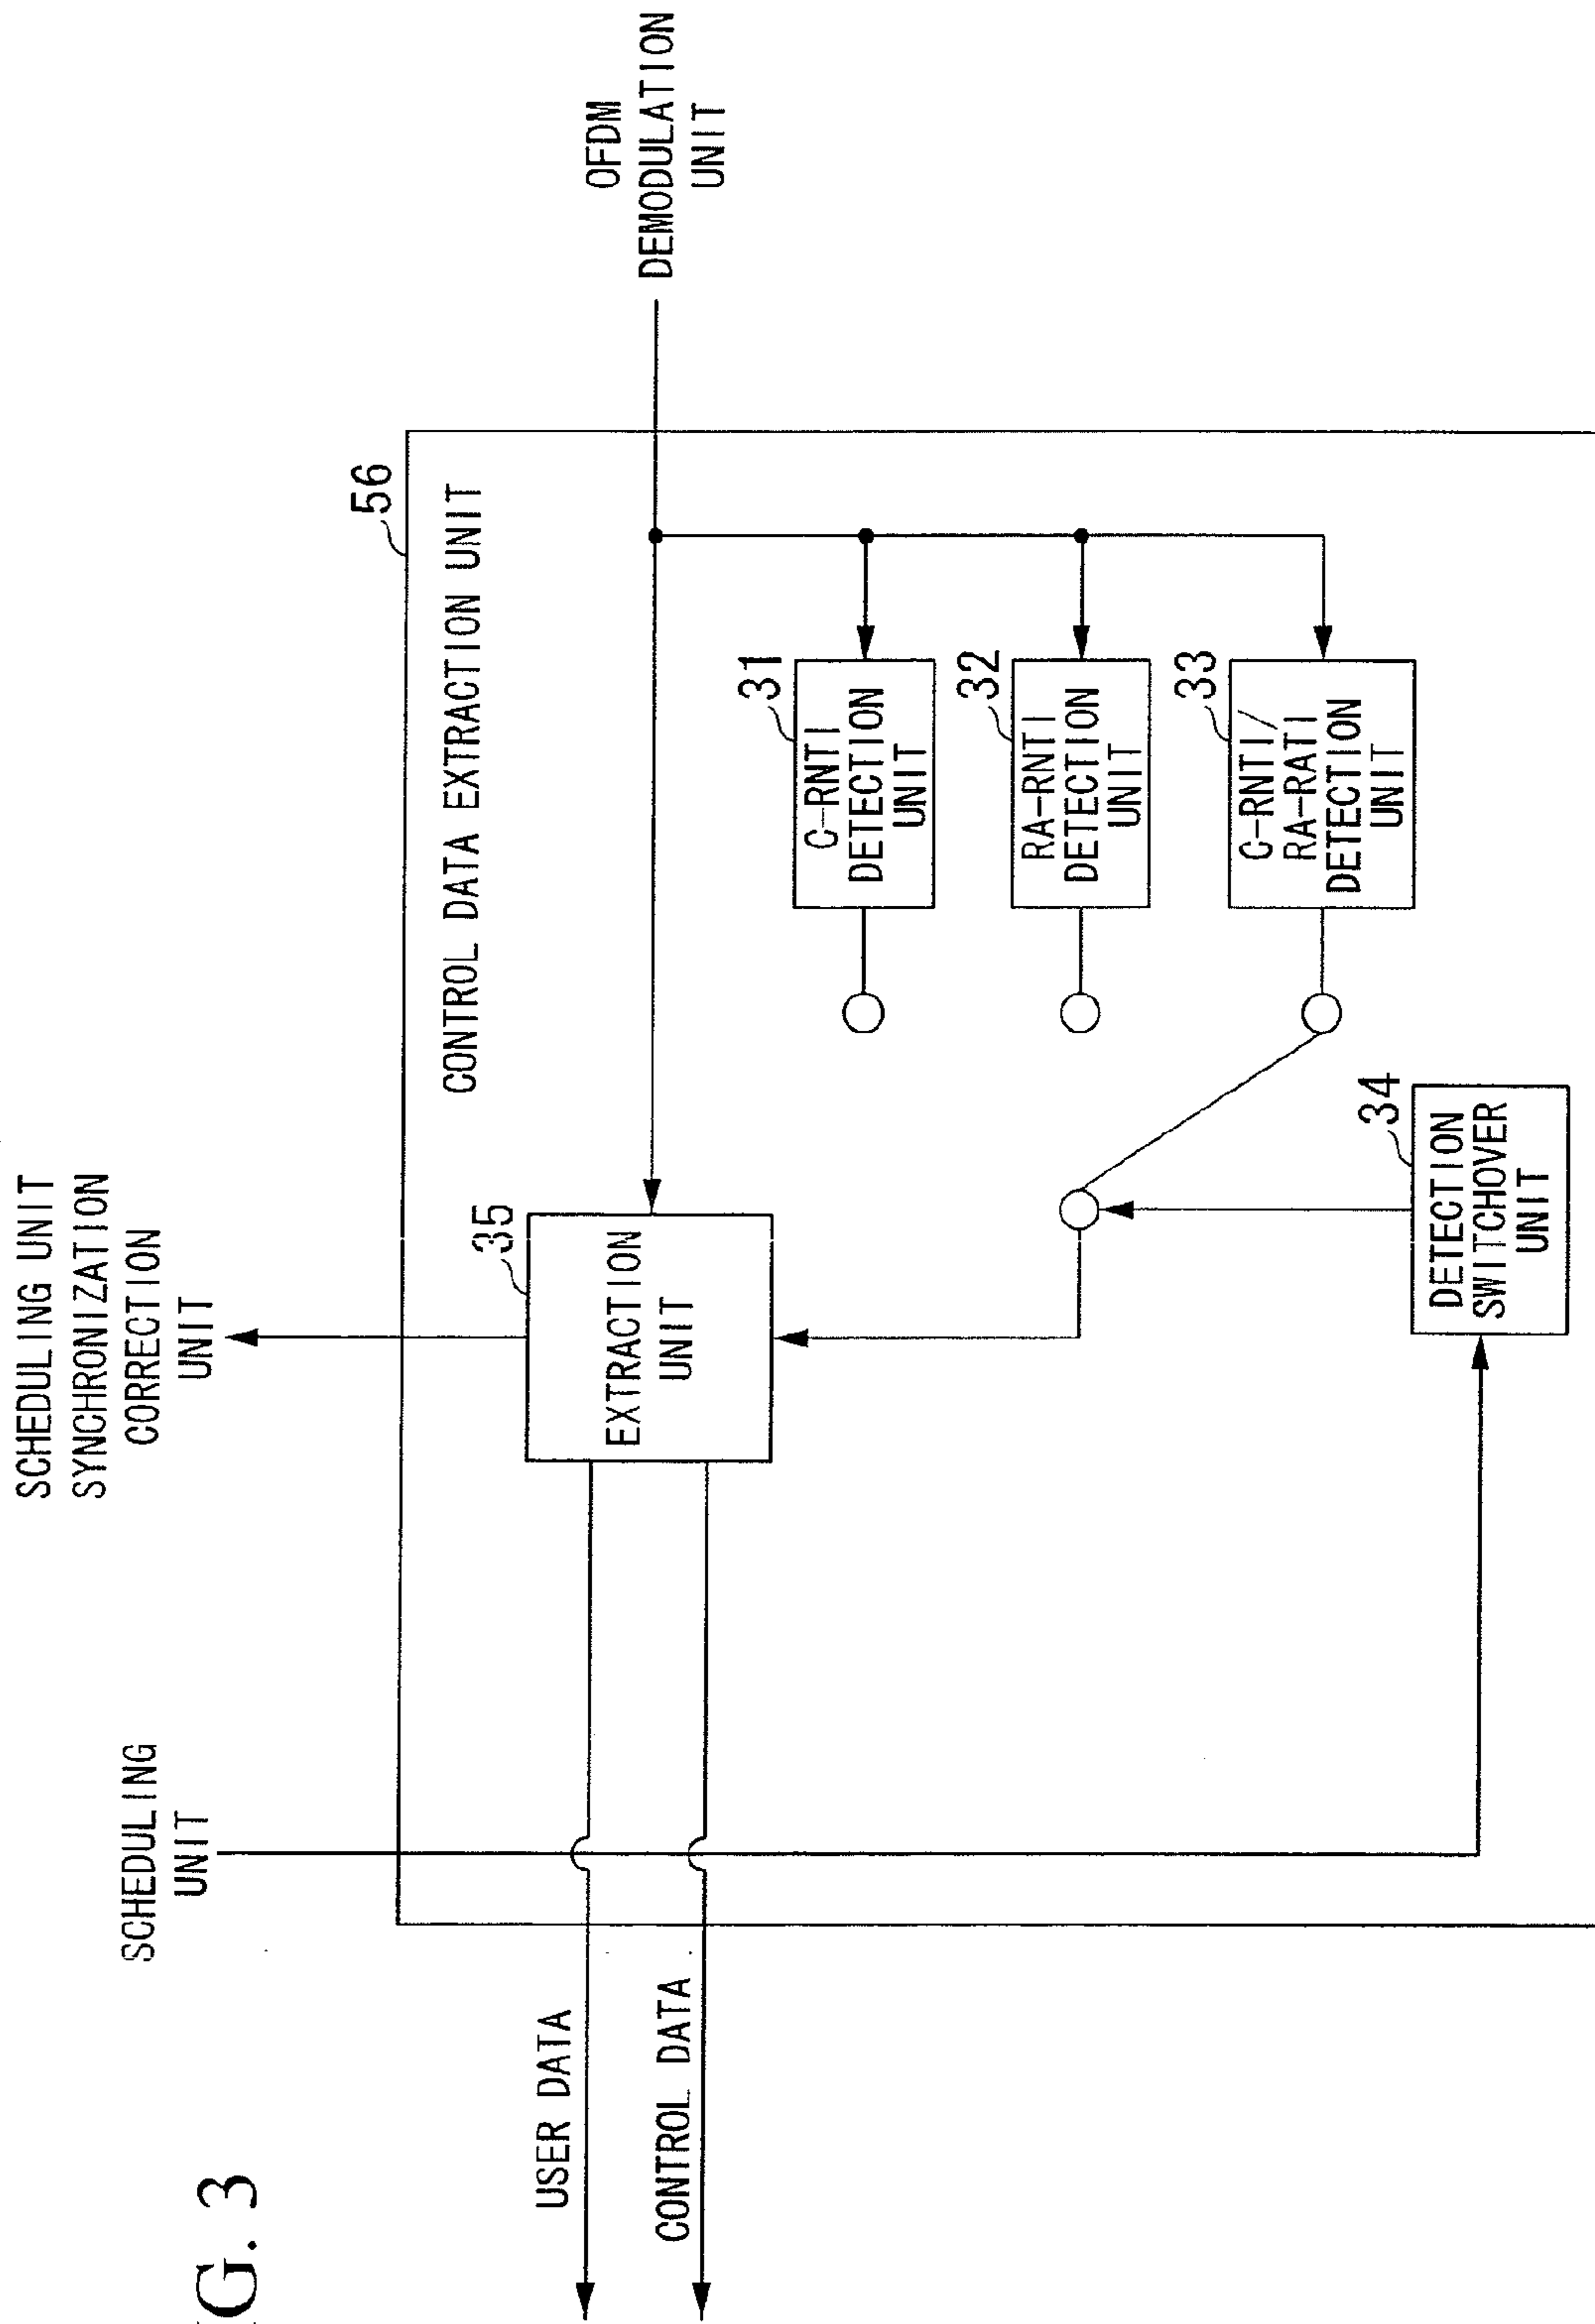 G. 3
SCHEDULING
UNIT
SCHEDULING UNIT
SYNCHRONIZATION
CORRECTION
UNIT
56
CONTROL DATA EXTRACTION UNIT
OFDM
DEMODULATION
UNIT
USER DATA
CONTROL DATA
35
EXTRACTION
UNIT
31
C-RNTI
DETECTION
UNIT
32
RA-RNTI
DETECTION
UNIT
33
C-RNTI/
RA-RATI
DETECTION
UNIT
34
DETECTION
SWITCHOVER
UNIT